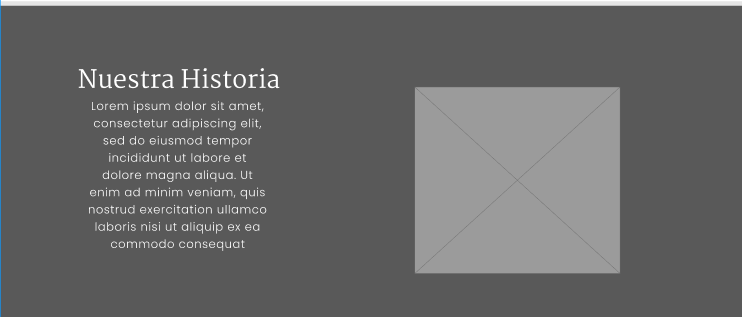 Nuestra Historia
Lorem ipsum dolor sit amet,
consectetur adipiscing elit,
sed do eiusmod tempor
incididunt ut labore et
dolore magna aliqua. Ut
enim ad minim veniam, quis
nostrud exercitation ullamco
laboris nisi ut aliquip ex ea
commodo consequat